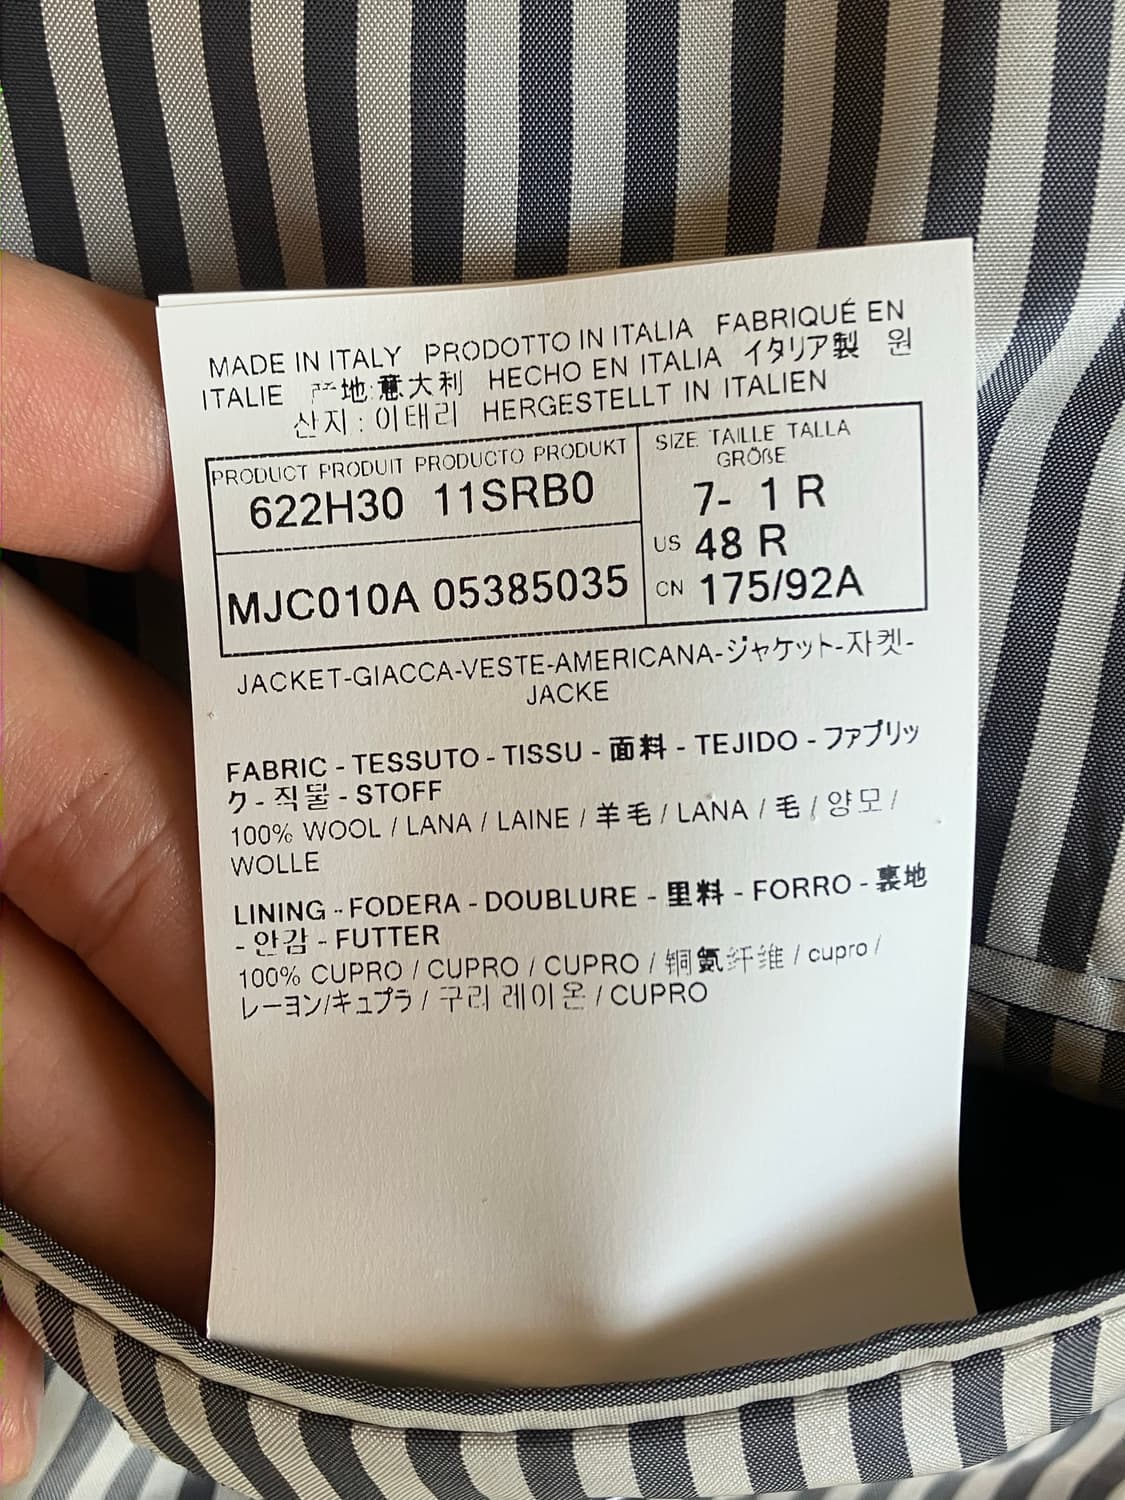 MADE IN ITALY PRODOTTO IN ITALIA FABRIQUÉ EN
ITALIE 产地:意大利 HECHO EN ITALIA イタリア製 원
산지 : 이태리 HERGESTELLT IN ITALIEN
PRODUCT PRODUIT PRODUCTO PRODUKT
622H30 11SRB0
MJC010A 05385035
SIZE TAILLE TALLA
GRÖßE
7- 1 R
US 48 R
CN 175/92A
JACKET-GIACCA-VESTE-AMERICANA-ジャケット-자켓-
JACKE
FABRIC - TESSUTO - TISSU - 面料 - TEJIDO - ファブリッ
ク - 직물 - STOFF
100% WOOL / LANA / LAINE / 羊毛 / LANA / 毛 / 양모 /
WOLLE
LINING - FODERA - DOUBLURE - 里料 - FORRO - 裏地
- 안감 - FUTTER
100% CUPRO / CUPRO / CUPRO / 铜氨纤维 / cupro /
レーヨン/キュプラ / 구리 레이온 / CUPRO